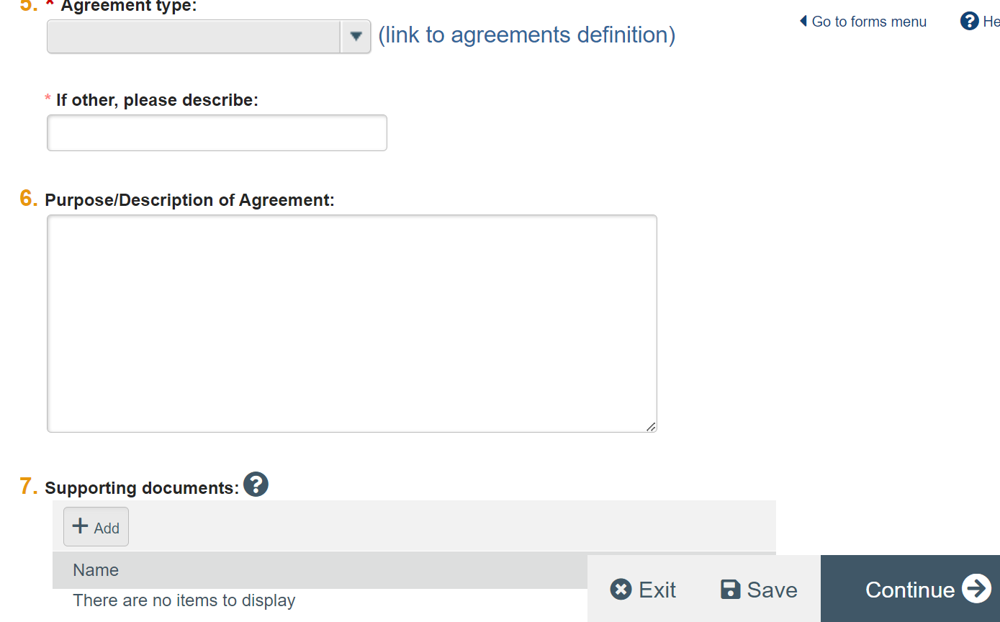 5. * Agreement type:
Go to forms menu
(link to agreements definition)
* If other, please describe:
6. Purpose/Description of Agreement:
7. Supporting documents:
Add
Name
There are no items to display
Exit
Save
Continue